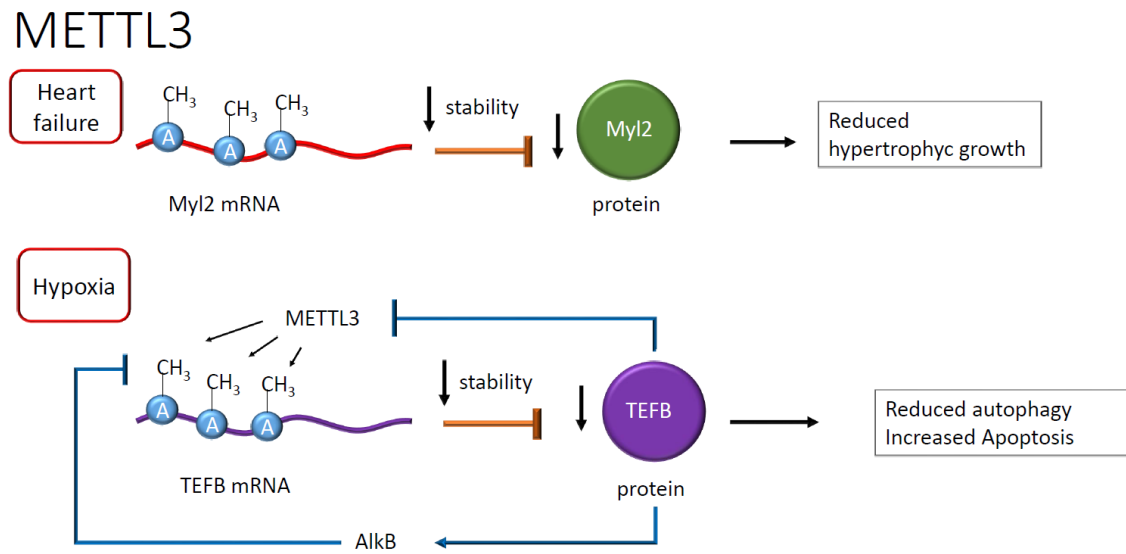 METTL3
Heart
failure
CH3
CH3
CH3
A
A
A
Myl2 mRNA
stability
Myl2
protein
Reduced
hypertrophyc growth
Hypoxia
METTL3
CH3
CH3
CH3
A
A
A
TEFB mRNA
stability
TEFB
protein
Reduced autophagy
Increased Apoptosis
AlkB